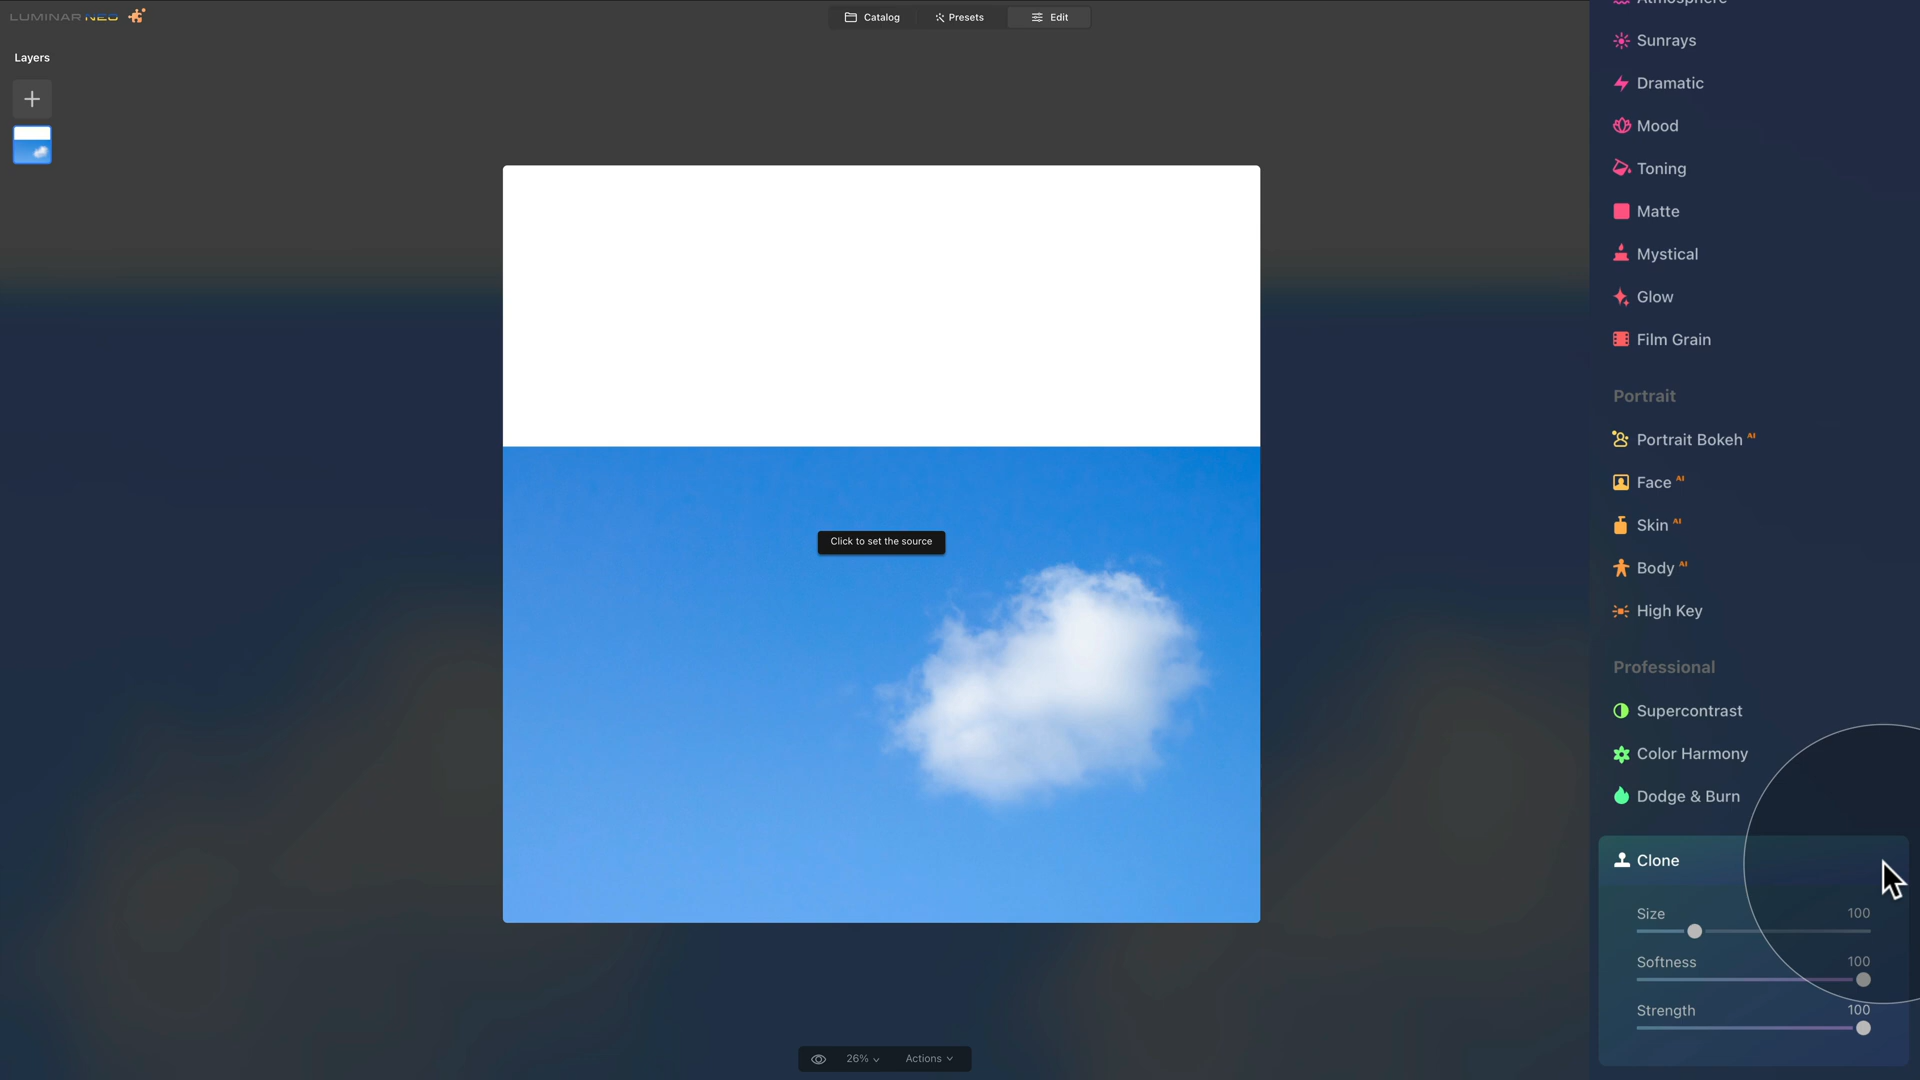 LUMINAR NEO
Catalog
Presets
Edit
Layers
Click to set the source
26%
Actions
Atmosphere
Sunrays
Dramatic
Mood
Toning
Matte
Mystical
Glow
Film Grain
Portrait
Portrait Bokeh AI
Face AI
Skin AI
Body AI
High Key
Professional
Supercontrast
Color Harmony
Dodge & Burn
Clone
Size 100
Softness 100
Strength 100